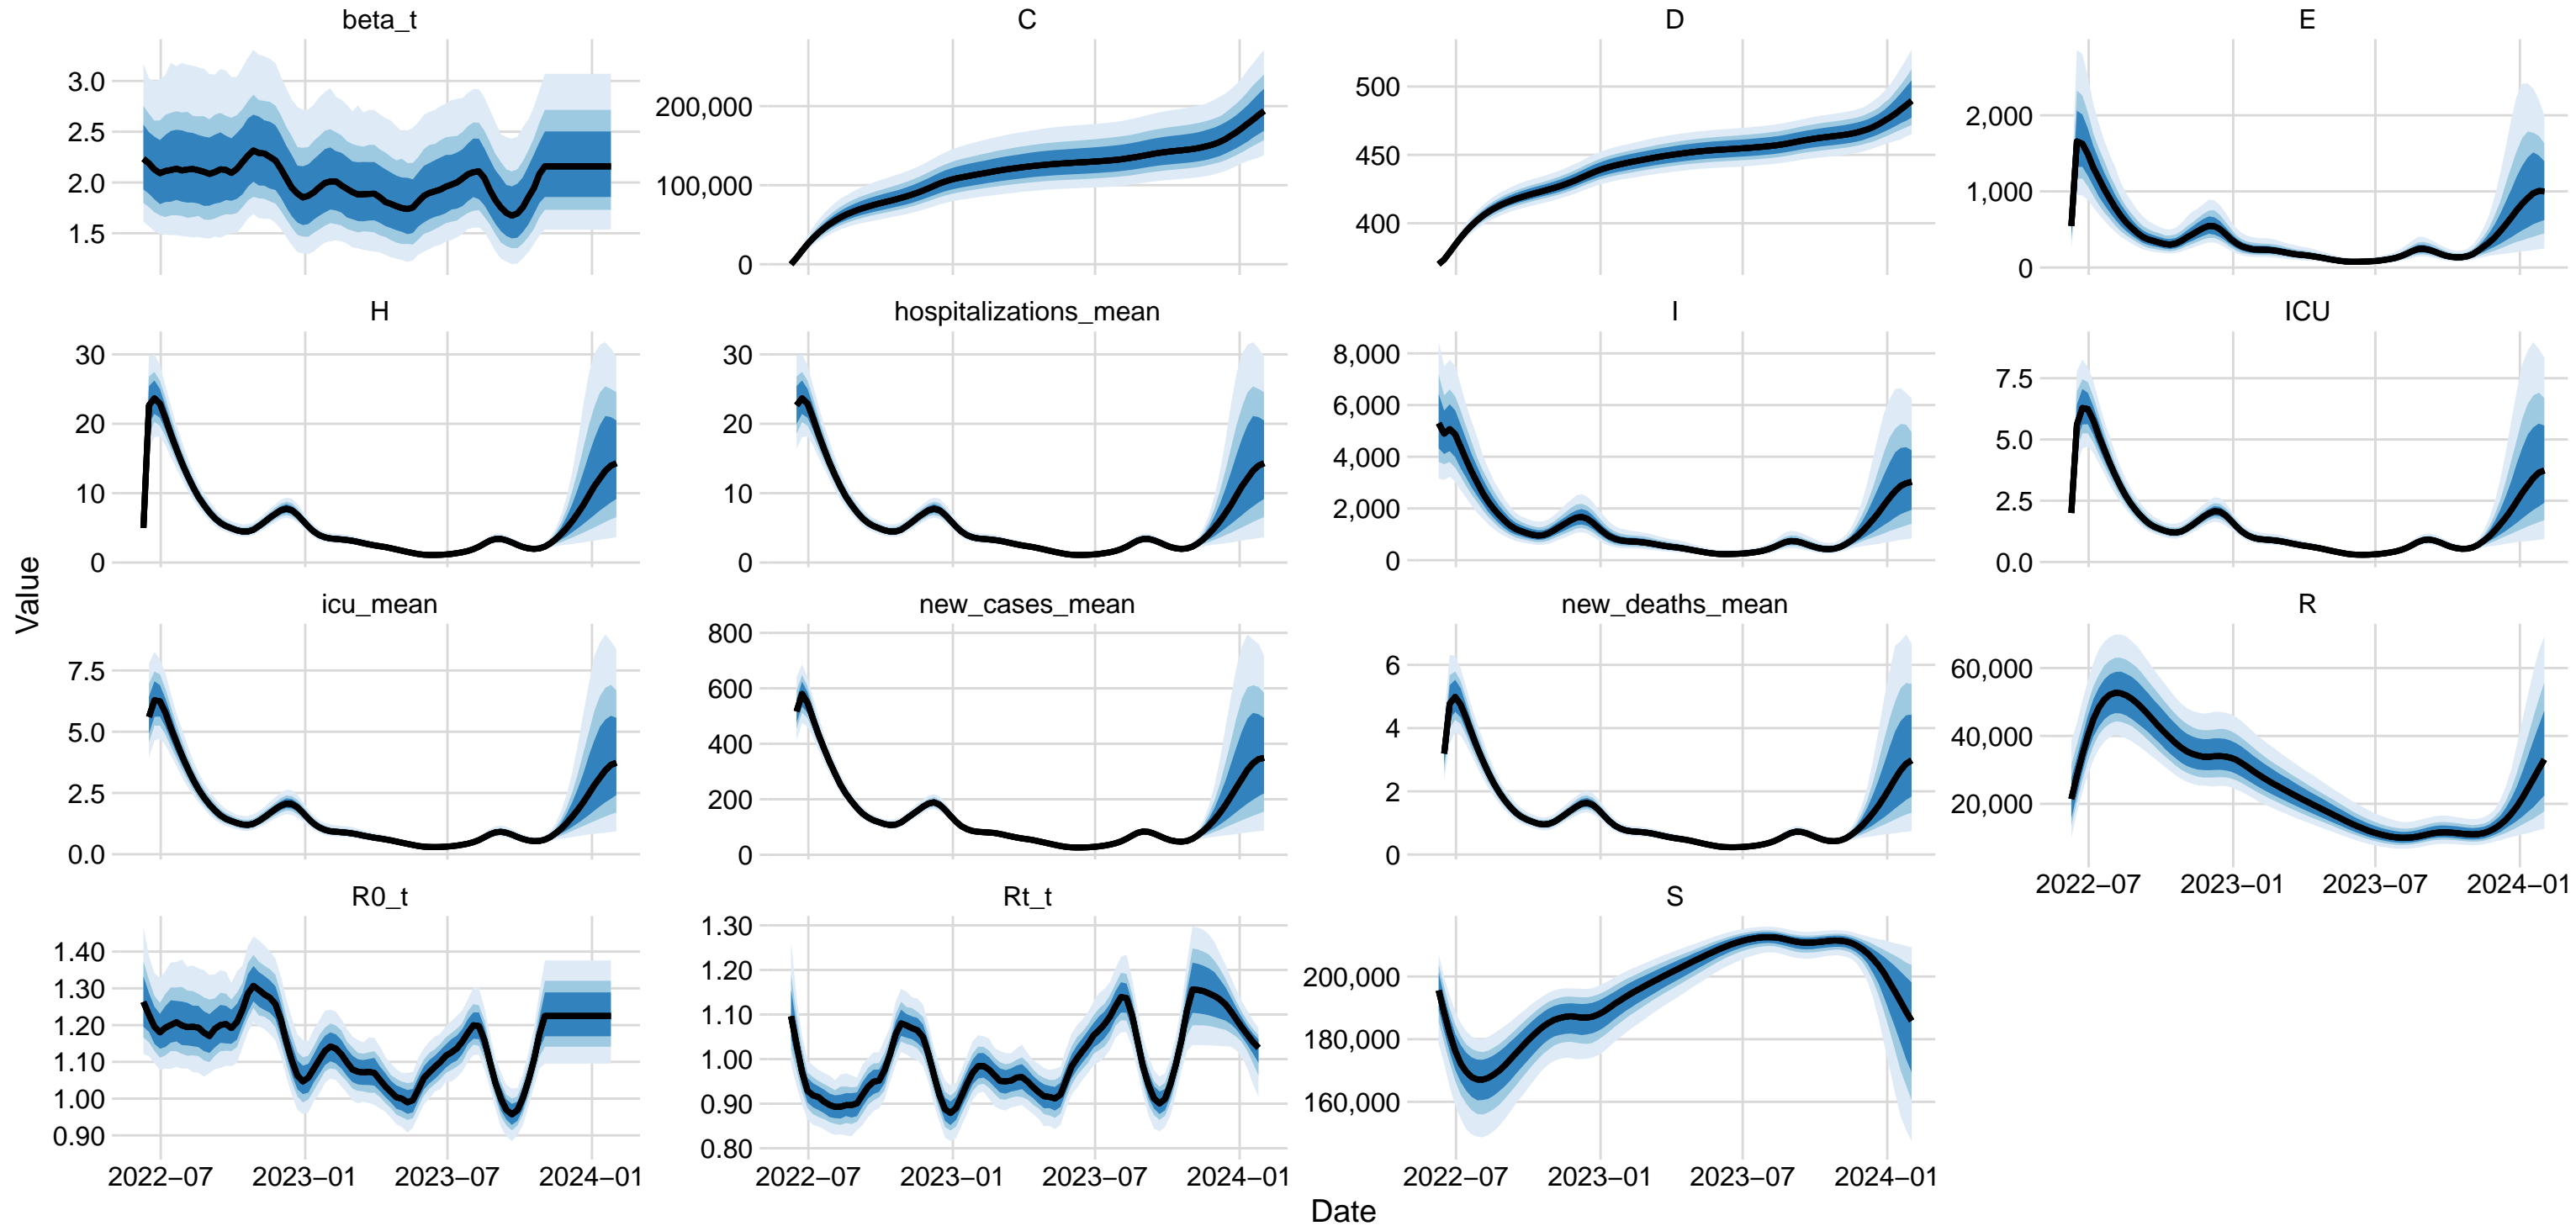 beta_t
C
D
E
3.0
2.5
2.0
1.5
200,000
100,000
0
500
450
400
2,000
1,000
0
H
hospitalizations_mean
I
ICU
30
20
10
0
30
20
10
0
8,000
6,000
4,000
2,000
0
7.5
5.0
2.5
0.0
Value
icu_mean
new_cases_mean
new_deaths_mean
R
7.5
5.0
2.5
0.0
800
600
400
200
0
6
4
2
0
60,000
40,000
20,000
2022−07 2023−01 2023−07 2024−01
R0_t
Rt_t
S
1.40
1.30
1.20
1.10
1.00
0.90
1.30
1.20
1.10
1.00
0.90
0.80
200,000
180,000
160,000
2022−07 2023−01 2023−07 2024−01
2022−07 2023−01 2023−07 2024−01
2022−07 2023−01 2023−07 2024−01
Date